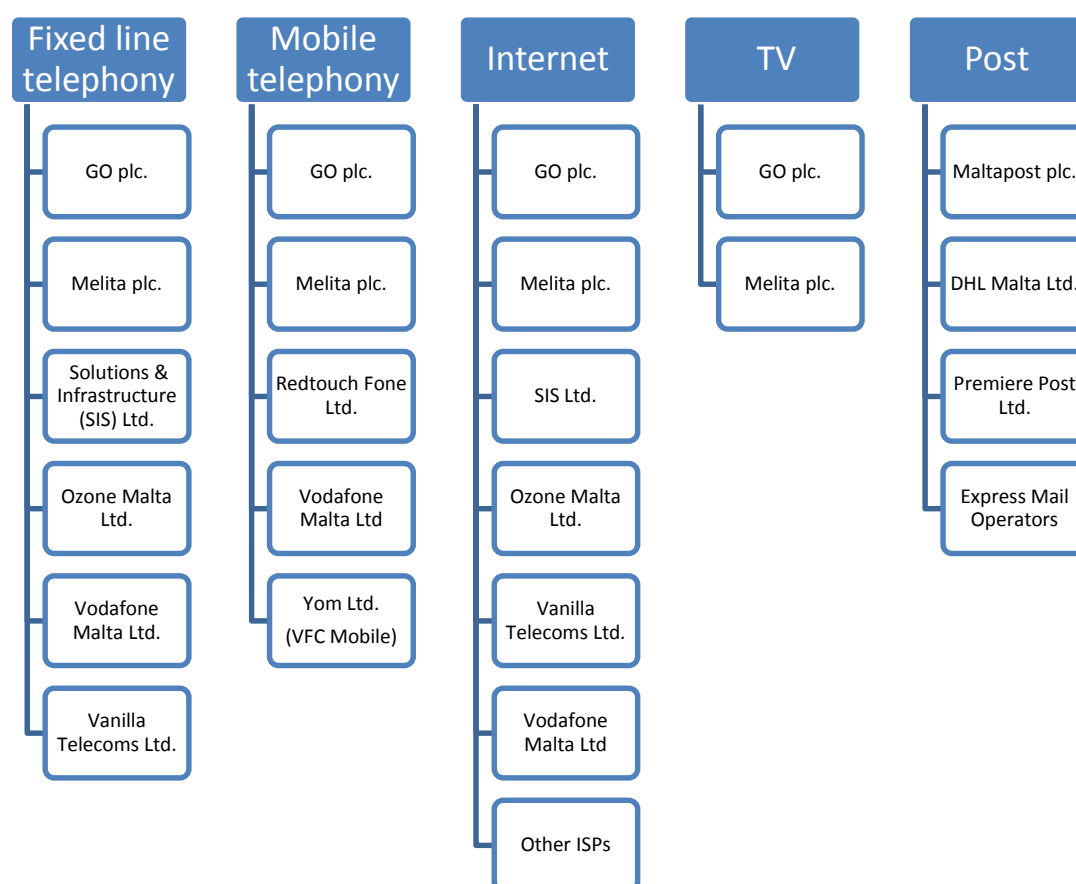 Fixed line
telephony
GO plc.
Melita plc.
Solutions &
Infrastructure
(SIS) Ltd.
Ozone Malta
Ltd.
Vodafone
Malta Ltd.
Vanilla
Telecoms Ltd.
Mobile
telephony
GO plc.
Melita plc.
Redtouch Fone
Ltd.
Vodafone
Malta Ltd
Yom Ltd.
(VFC Mobile)
Internet
GO plc.
Melita plc.
SIS Ltd.
Ozone Malta
Ltd.
Vanilla
Telecoms Ltd.
Vodafone
Malta Ltd
Other ISPs
TV
GO plc.
Melita plc.
Post
Maltapost plc.
DHL Malta Ltd.
Premiere Post
Ltd.
Express Mail
Operators